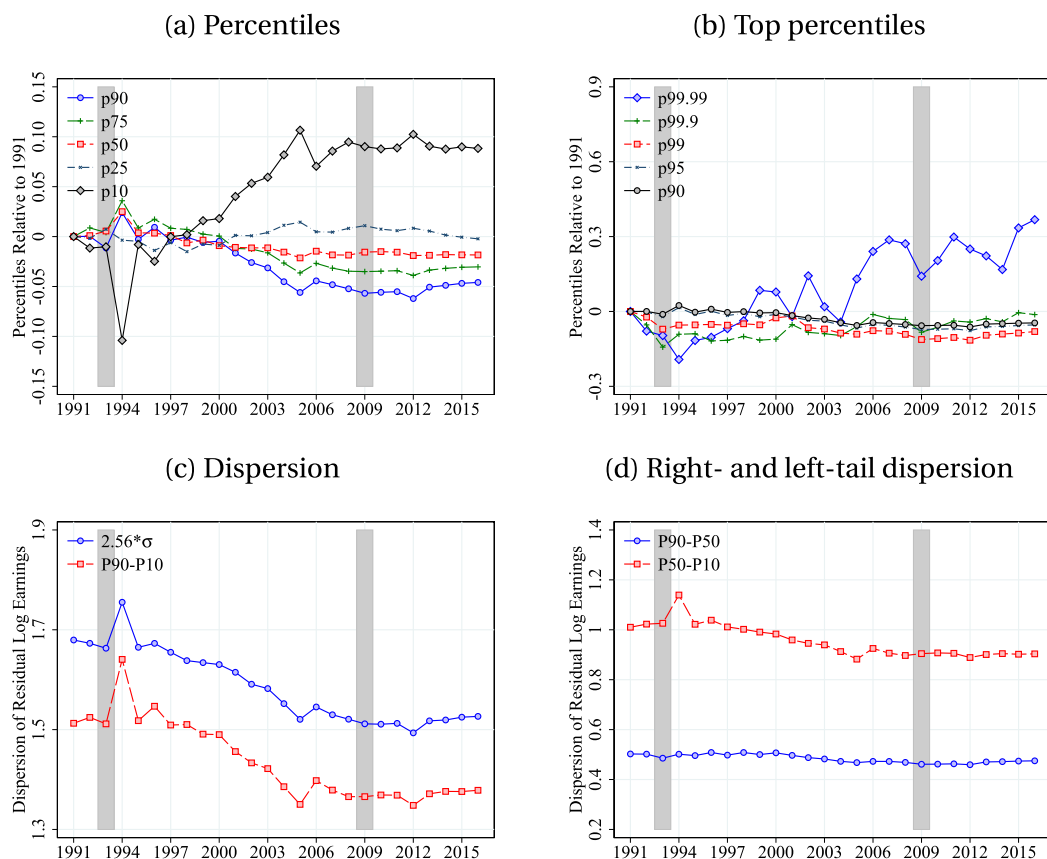 (a) Percentiles
Percentiles Relative to 1991
0.15
0.10
0.05
0
-0.05
-0.10
-0.15
p90
p75
p50
p25
p10
1991 1994 1997 2000 2003 2006 2009 2012 2015
(b) Top percentiles
Percentiles Relative to 1991
0.9
0.6
0.3
0.0
-0.3
p99.99
p99.9
p99
p95
p90
1991 1994 1997 2000 2003 2006 2009 2012 2015
(c) Dispersion
Dispersion of Residual Log Earnings
1.9
1.7
1.5
1.3
2.56*σ
P90-P10
1991 1994 1997 2000 2003 2006 2009 2012 2015
(d) Right- and left-tail dispersion
Dispersion of Residual Log Earnings
1.4
1.2
1
0.8
0.6
0.4
0.2
P90-P50
P50-P10
1991 1994 1997 2000 2003 2006 2009 2012 2015